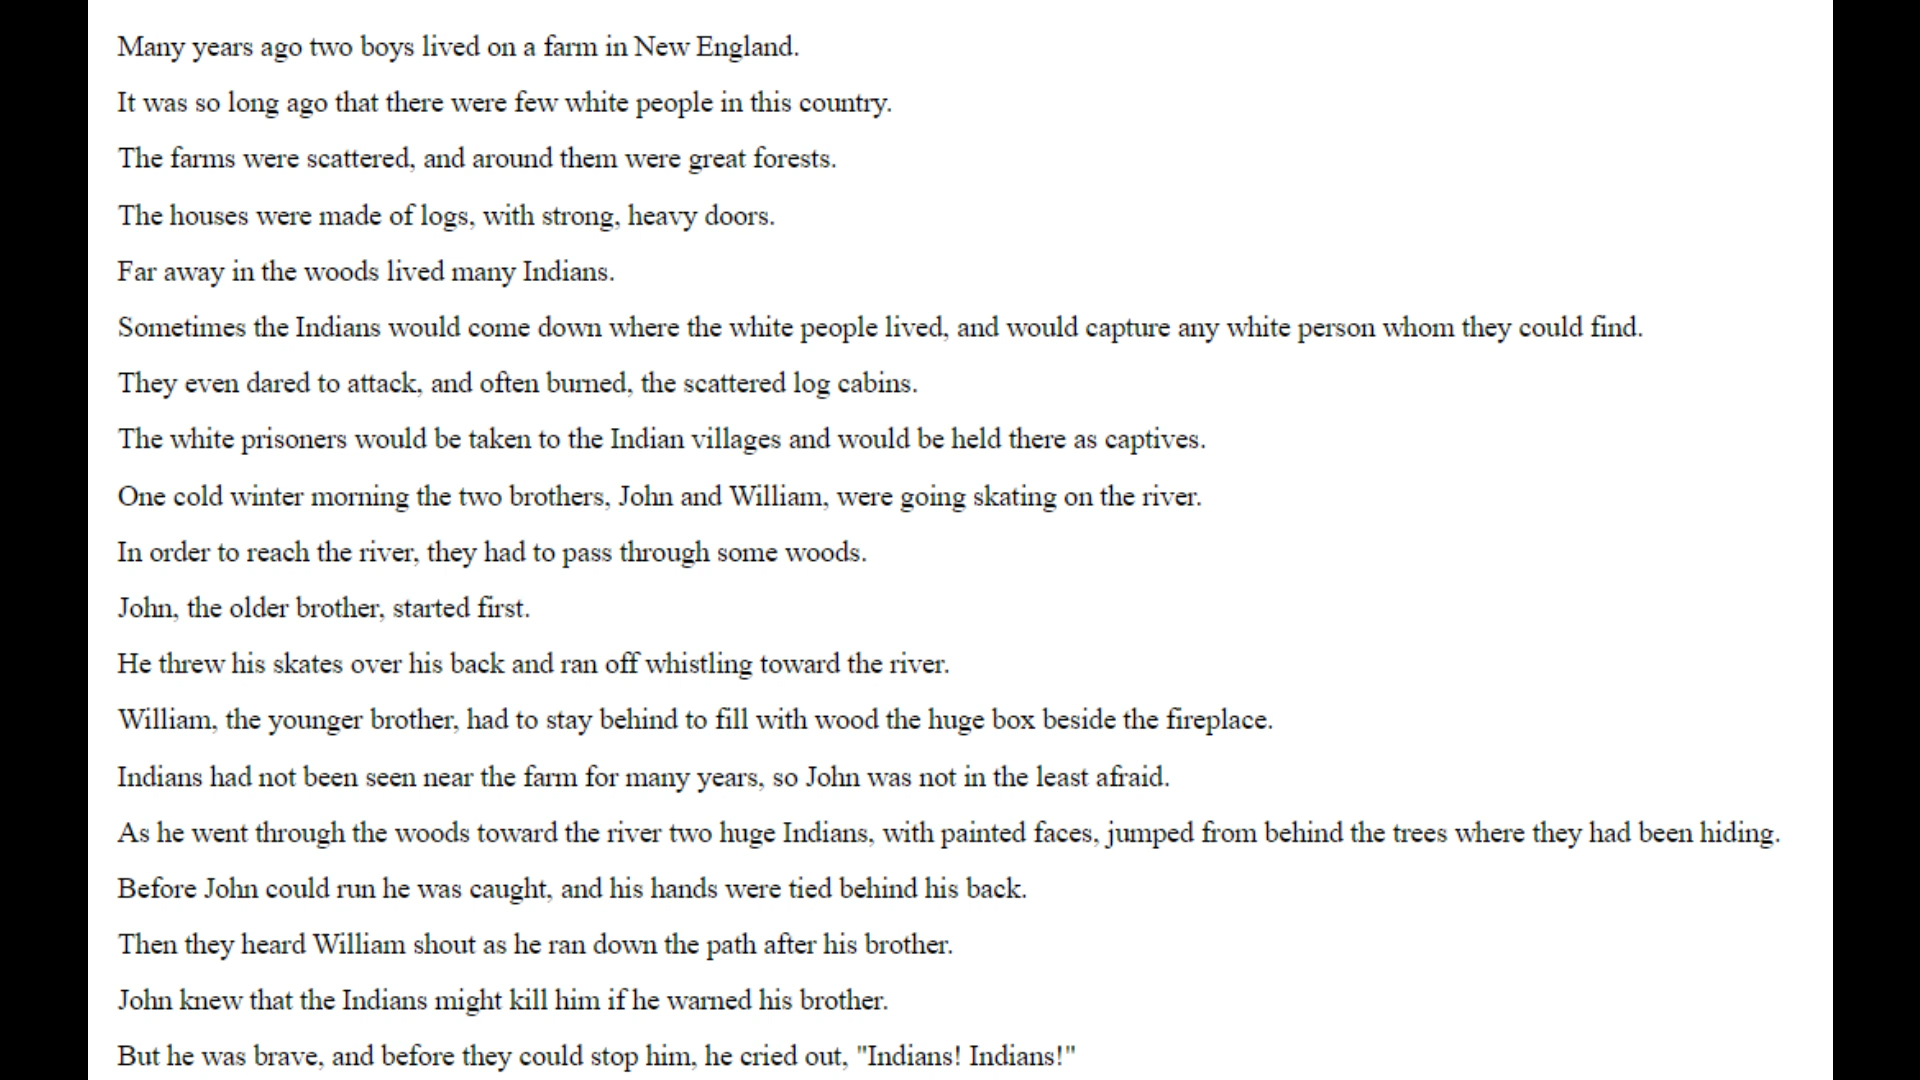 Many years ago two boys lived on a farm in New England.
It was so long ago that there were few white people in this country.
The farms were scattered, and around them were great forests.
The houses were made of logs, with strong, heavy doors.
Far away in the woods lived many Indians.
Sometimes the Indians would come down where the white people lived, and would capture any white person whom they could find.
They even dared to attack, and often burned, the scattered log cabins.
The white prisoners would be taken to the Indian villages and would be held there as captives.
One cold winter morning the two brothers, John and William, were going skating on the river.
In order to reach the river, they had to pass through some woods.
John, the older brother, started first.
He threw his skates over his back and ran off whistling toward the river.
William, the younger brother, had to stay behind to fill with wood the huge box beside the fireplace.
Indians had not been seen near the farm for many years, so John was not in the least afraid.
As he went through the woods toward the river two huge Indians, with painted faces, jumped from behind the trees where they had been hiding.
Before John could run he was caught, and his hands were tied behind his back.
Then they heard William shout as he ran down the path after his brother.
John knew that the Indians might kill him if he warned his brother.
But he was brave, and before they could stop him, he cried out, "Indians! Indians!"